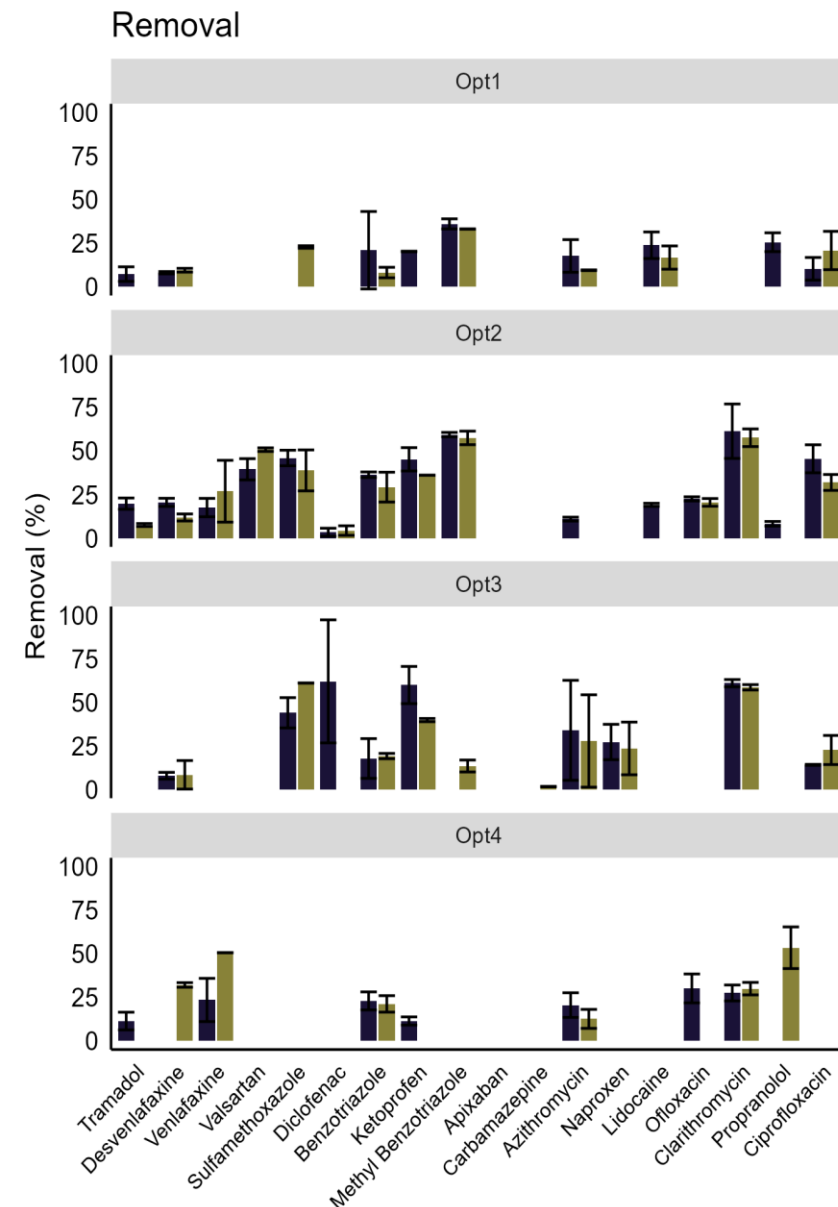 Removal
Opt1
100
75
50
25
0
Opt2
100
75
50
25
0
Opt3
100
75
50
25
0
Opt4
100
75
50
25
0
Removal (%)
Tramadol
Desvenlafaxine
Venlafaxine
Valsartan
Sulfamethoxazole
Diclofenac
Benzotriazole
Ketoprofen
Methyl Benzotriazole
Apixaban
Carbamazepine
Azithromycin
Naproxen
Lidocaine
Ofloxacin
Clarithromycin
Propranolol
Ciprofloxacin